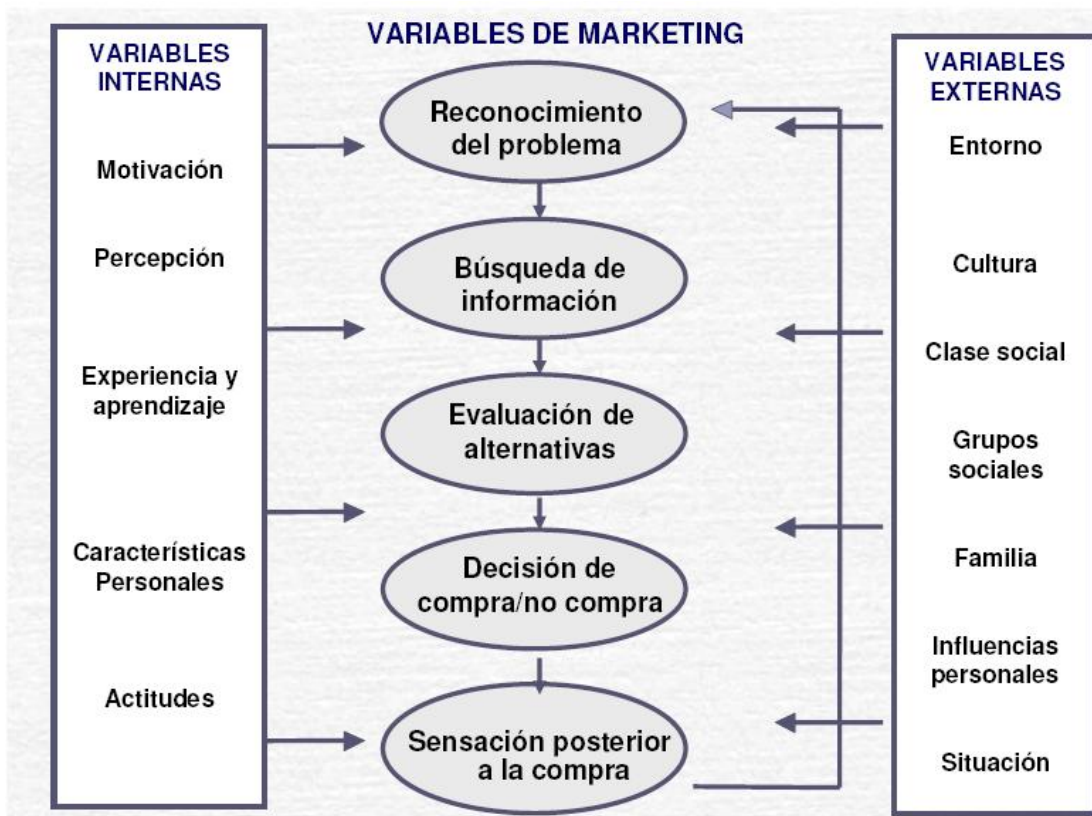 VARIABLES DE MARKETING
VARIABLES
INTERNAS
Motivación
Percepción
Experiencia y
aprendizaje
Características
Personales
Actitudes
Reconocimiento
del problema
Búsqueda de
información
Evaluación de
alternativas
Decisión de
compra/no compra
Sensación posterior
a la compra
VARIABLES
EXTERNAS
Entorno
Cultura
Clase social
Grupos
sociales
Familia
Influencias
personales
Situación